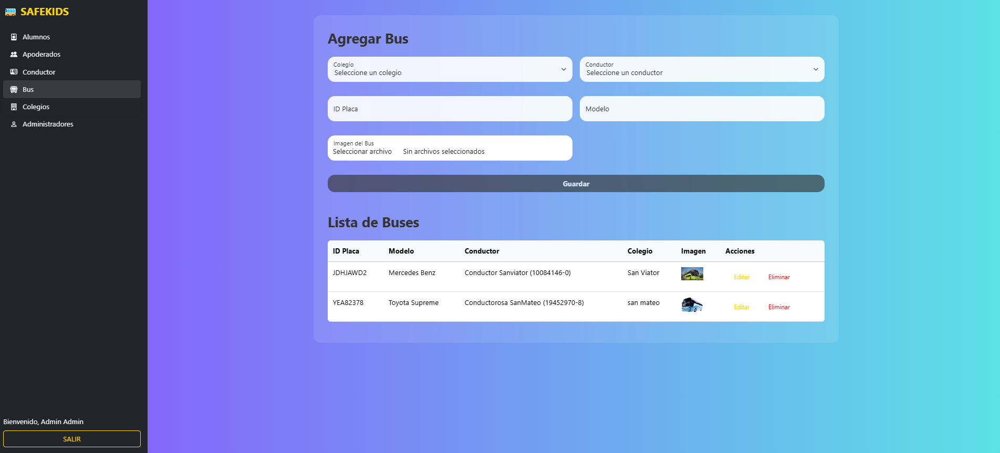 SAFEKIDS
Alumnos
Apoderados
Conductor
Bus
Colegios
Administradores
Bienvenido, Admin Admin
SALIR
Agregar Bus
Colegio
Seleccione un colegio
Conductor
Seleccione un conductor
ID Placa
Modelo
Imagen del Bus
Seleccionar archivo Sin archivos seleccionados
Guardar
Lista de Buses
ID Placa Modelo Conductor Colegio Imagen Acciones
JDHJAWD2 Mercedes Benz Conductor Sanviator (10084146-0) San Viator Editar Eliminar
YEA82378 Toyota Supreme Conductorosa SanMateo (19452970-8) san mateo Editar Eliminar